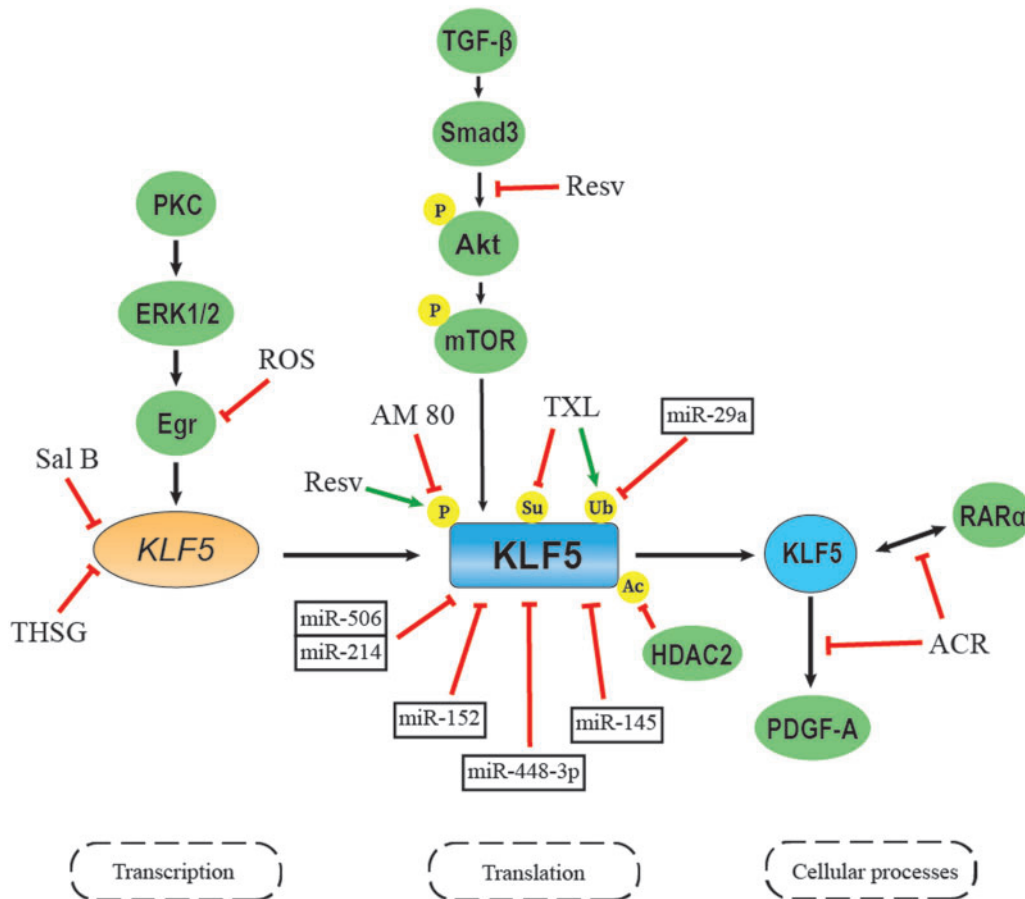 TGF-β
Smad3
Resv
P
Akt
PKC
P
mTOR
ERK1/2
ROS
Egr
AM 80
TXL
miR-29a
Sal B
Resv
P
Su
Ub
RARα
KLF5
KLF5
KLF5
Ac
THSG
miR-506
miR-214
HDAC2
ACR
miR-152
miR-145
PDGF-A
miR-448-3p
Transcription
Translation
Cellular processes